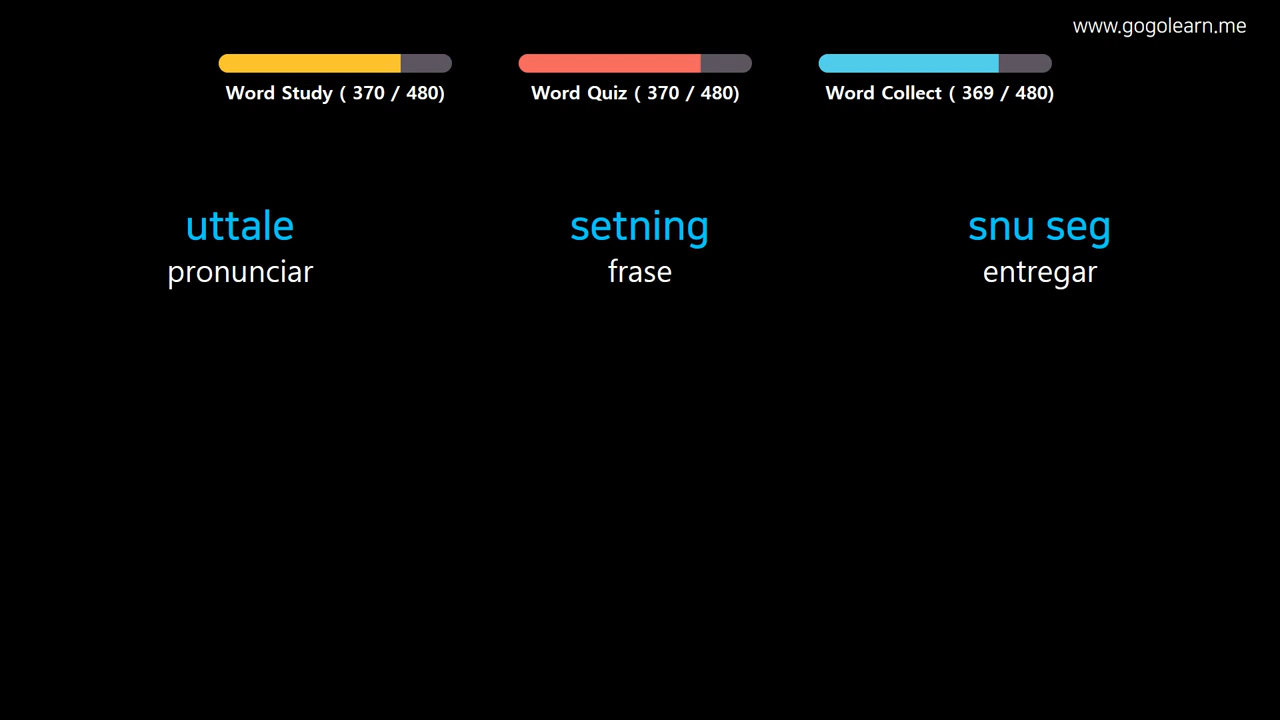 www.gogolearn.me
Word Study ( 370 / 480)
Word Quiz ( 370 / 480)
Word Collect ( 369 / 480)
uttale
pronunciar
setning
frase
snu seg
entregar